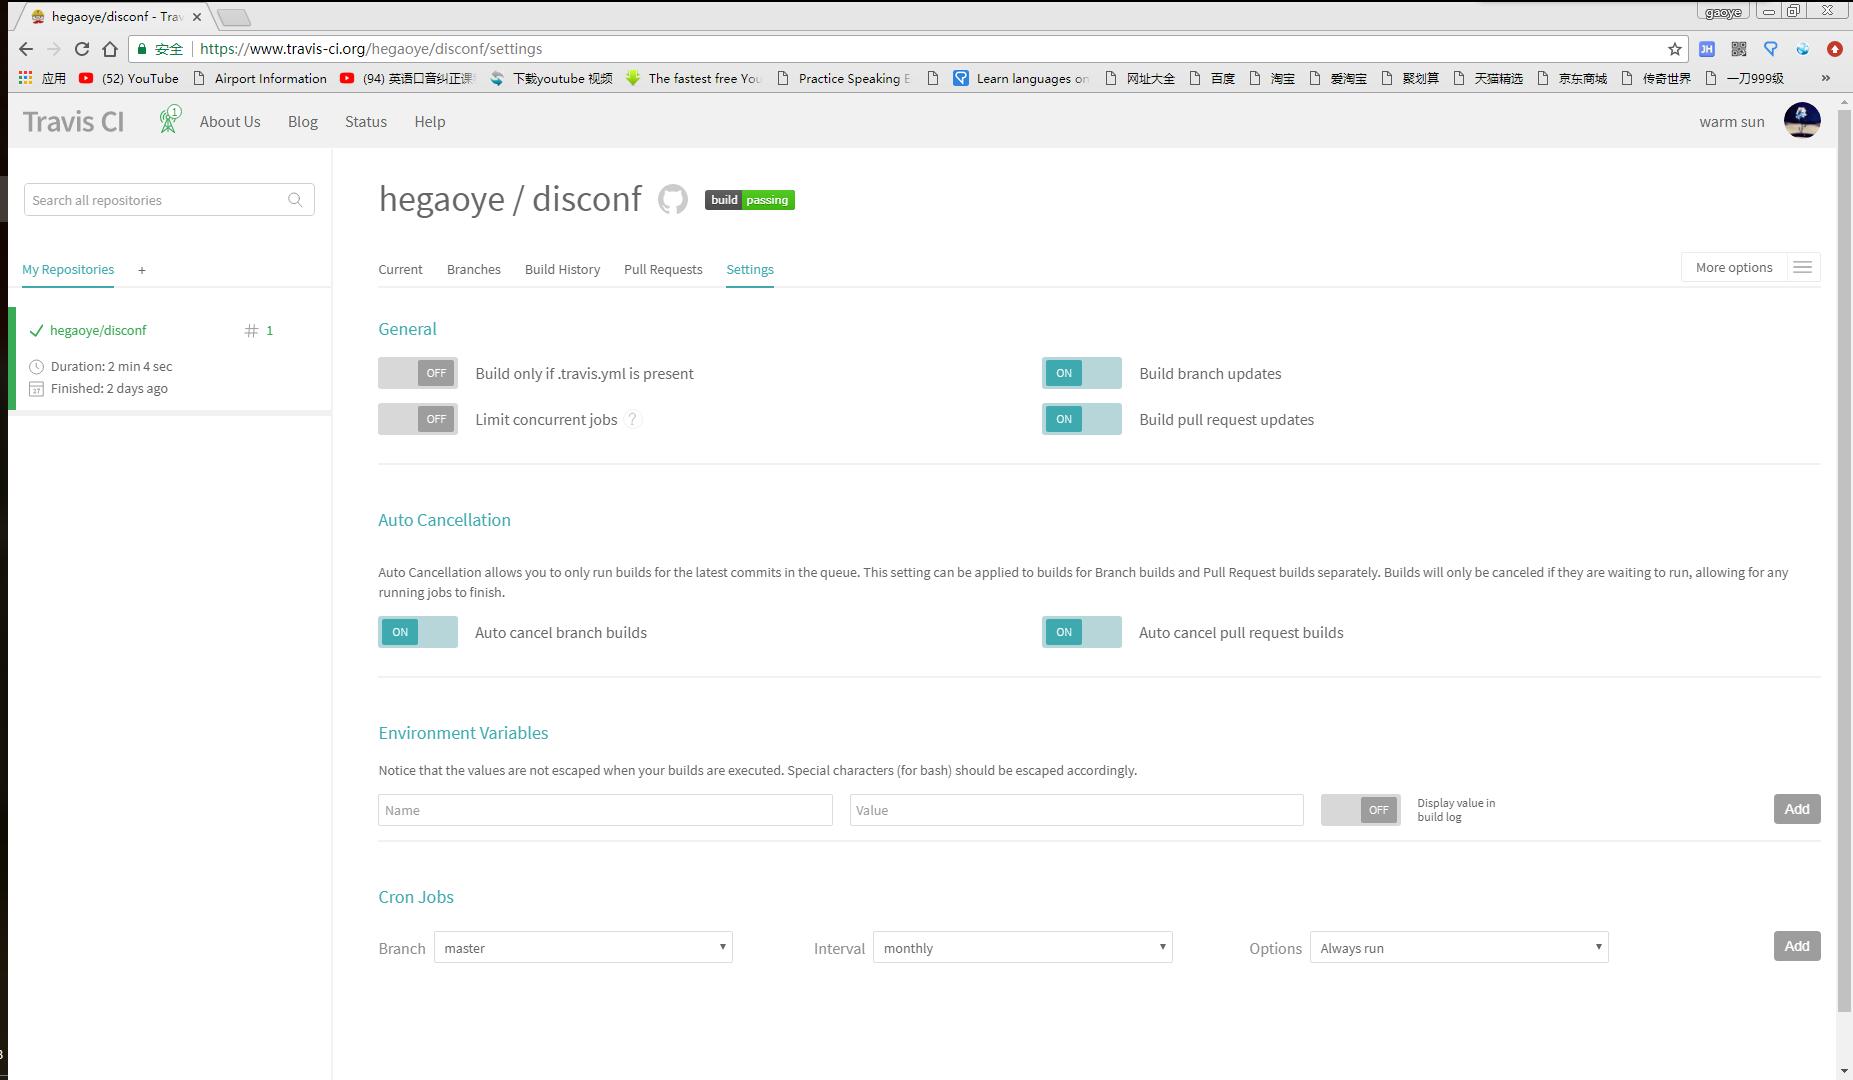 hegaoye/disconf - Trav
gaoye
安全 https://www.travis-ci.org/hegaoye/disconf/settings
应用 (52) YouTube Airport Information (94) 英语口音纠正课 下载youtube 视频 The fastest free You Practice Speaking E Learn languages on 网址大全 百度 淘宝 爱淘宝 聚划算 天猫精选 京东商城 传奇世界 一刀999级 »
Travis CI 1 About Us Blog Status Help warm sun
Search all repositories
My Repositories +
hegaoye/disconf # 1
Duration: 2 min 4 sec
Finished: 2 days ago
hegaoye / disconf build passing
Current Branches Build History Pull Requests Settings More options
General
OFF Build only if .travis.yml is present ON Build branch updates
OFF Limit concurrent jobs ? ON Build pull request updates
Auto Cancellation
Auto Cancellation allows you to only run builds for the latest commits in the queue. This setting can be applied to builds for Branch builds and Pull Request builds separately. Builds will only be canceled if they are waiting to run, allowing for any
running jobs to finish.
ON Auto cancel branch builds ON Auto cancel pull request builds
Environment Variables
Notice that the values are not escaped when your builds are executed. Special characters (for bash) should be escaped accordingly.
Name Value OFF Display value in
build log Add
Cron Jobs
Branch master Interval monthly Options Always run Add